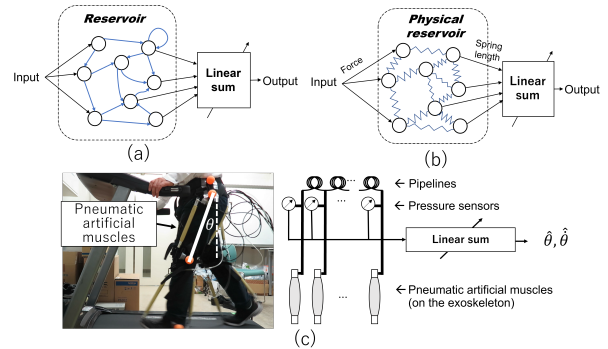 Reservoir
Input
Linear
sum
Output
(a)
Physical
reservoir
Force
Spring
length
Input
Linear
sum
Output
(b)
Pneumatic
artificial
muscles
θ
...
← Pipelines
...
← Pressure sensors
Linear sum
θ̂, θ̇̂
...
← Pneumatic artificial muscles
(on the exoskeleton)
(c)